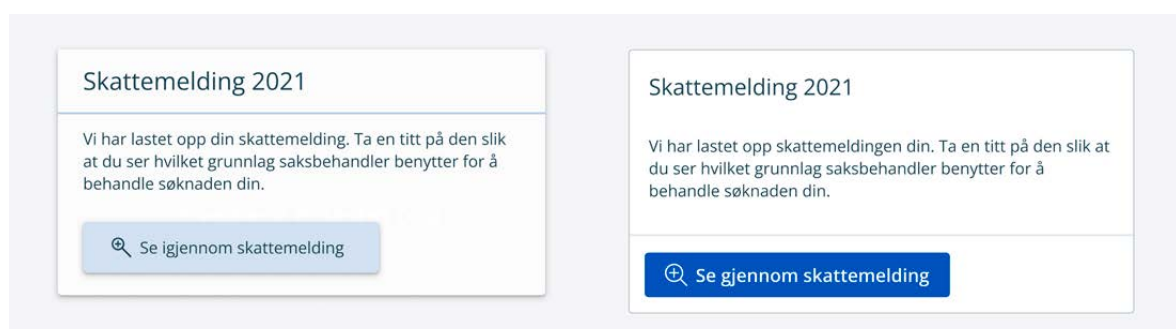 Skattemelding 2021
Vi har lastet opp din skattemelding. Ta en titt på den slik
at du ser hvilket grunnlag saksbehandler benytter for å
behandle søknaden din.
Se igjennom skattemelding
Skattemelding 2021
Vi har lastet opp skattemeldingen din. Ta en titt på den slik at
du ser hvilket grunnlag saksbehandler benytter for å
behandle søknaden din.
Se gjennom skattemelding